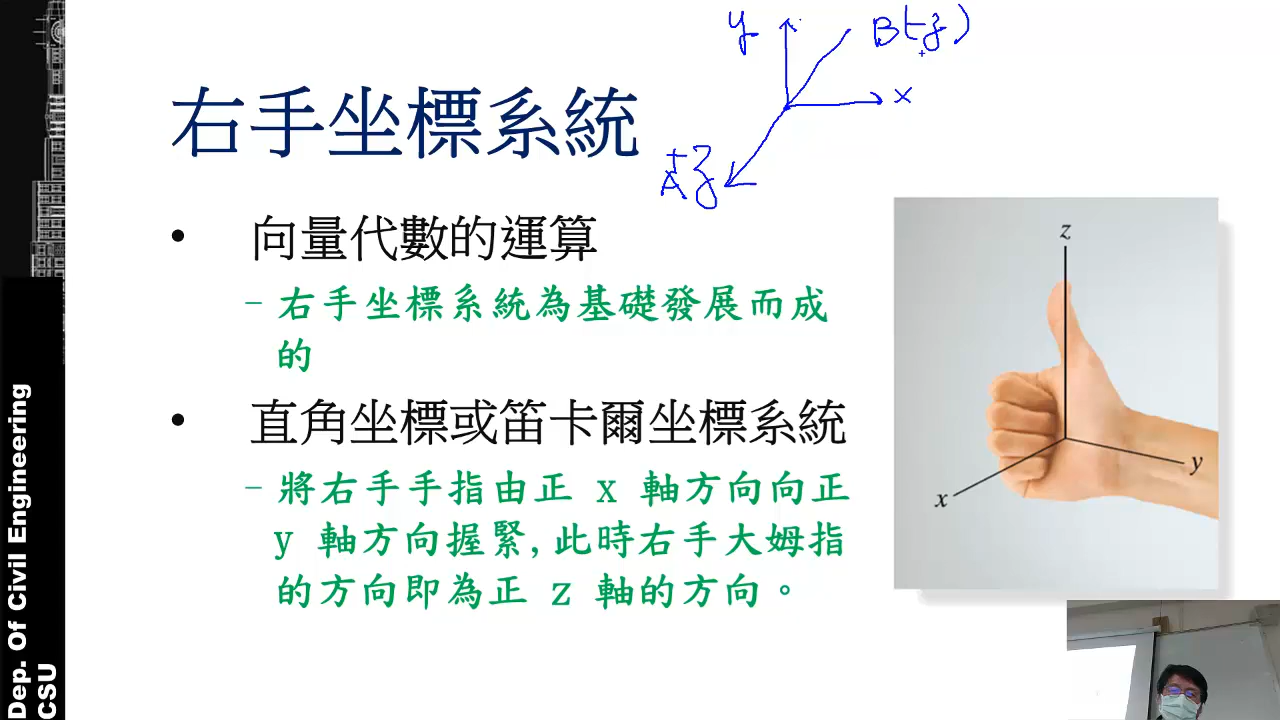 y
B(-z)
x
+z
A
右手坐標系統
• 向量代數的運算
– 右手坐標系統為基礎發展而成
的
• 直角坐標或笛卡爾坐標系統
– 將右手手指由正 x 軸方向向正
y 軸方向握緊,此時右手大姆指
的方向即為正 z 軸的方向。
z
y
x
Dep. Of Civil Engineering
CSU